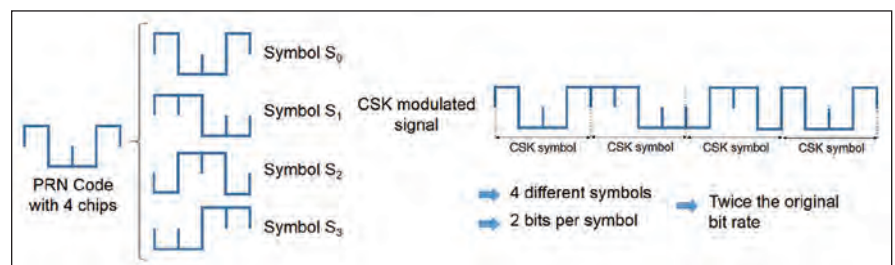 PRN Code
with 4 chips
Symbol S₀
Symbol S₁
Symbol S₂
Symbol S₃
CSK modulated
signal
CSK symbol
CSK symbol
CSK symbol
CSK symbol
4 different symbols
2 bits per symbol
Twice the original
bit rate